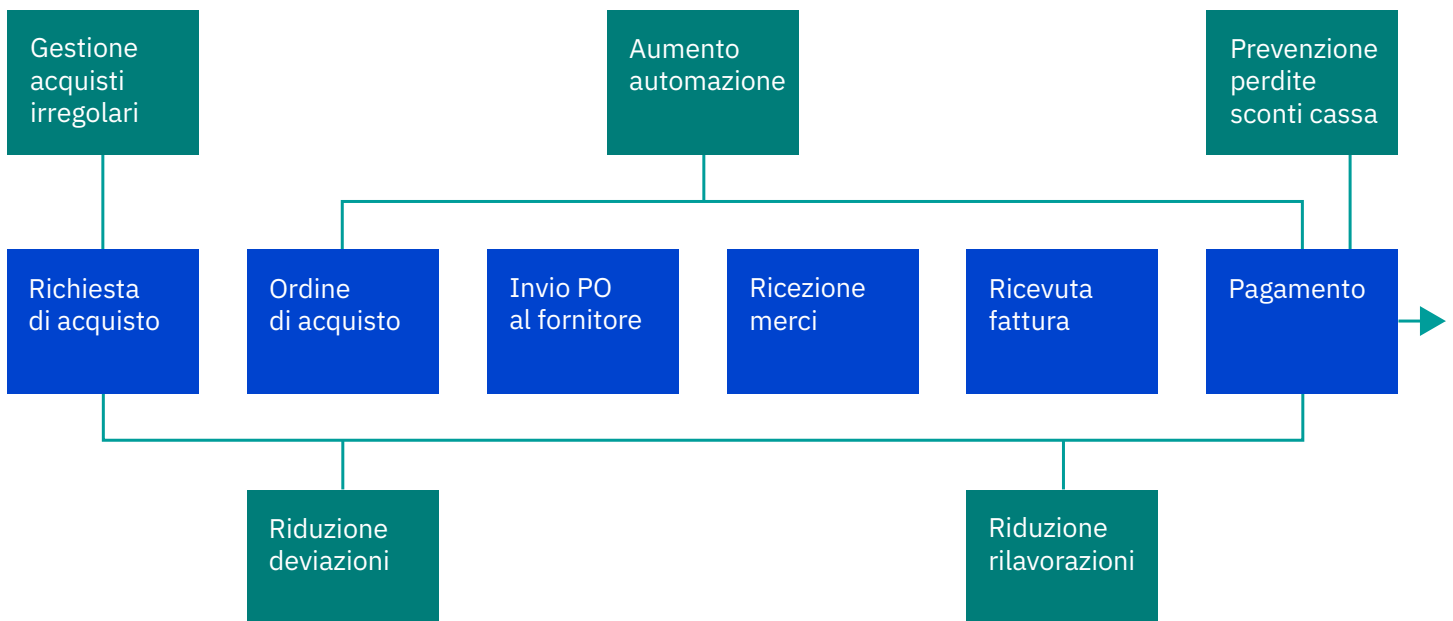 Gestione
acquisti
irregolari
Aumento
automazione
Prevenzione
perdite
sconti cassa
Richiesta
di acquisto
Ordine
di acquisto
Invio PO
al fornitore
Ricezione
merci
Ricevuta
fattura
Pagamento
Riduzione
deviazioni
Riduzione
rilavorazioni